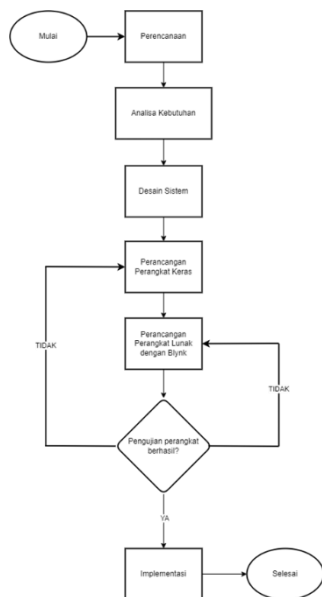 Mulai
Perencanaan
Analisa Kebutuhan
Desain Sistem
Perancangan
Perangkat Keras
Perancangan
Perangkat Lunak
dengan Blynk
TIDAK
TIDAK
Pengujian perangkat
berhasil?
YA
Implementasi
Selesai